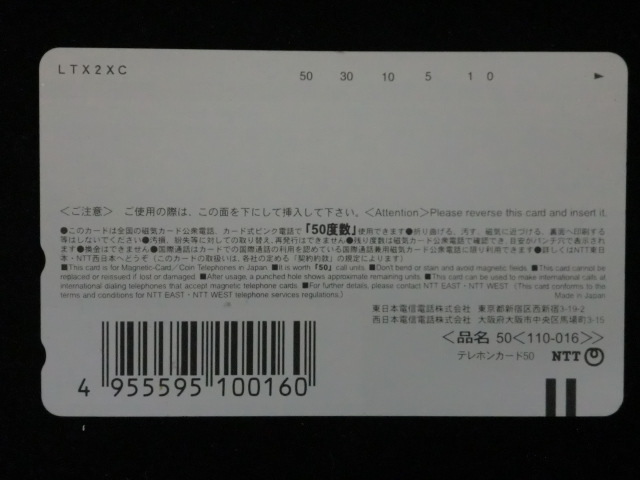 LTX2XC
50 30 10 5 1 0
＜ご注意＞ ご使用の際は、この面を下にして挿入して下さい。＜Attention＞Please reverse this card and insert it.
●このカードは全国の磁気カード公衆電話、カード式ピンク電話で「50度数」使用できます●折り曲げる、汚す、磁気に近づける、裏面へ印刷する
等はしないでください●汚損、紛失等に対しての取り替え、再発行はできません●残り度数は磁気カード公衆電話で確認でき、目安がパンチ穴で表示され
ます●換金はできません●国際通話はカードでの国際通話の利用を認めている国際通話兼用磁気カード公衆電話に限り利用できます●詳しくはNTT東日
本・NTT西日本へどうぞ（このカードの取扱いは、各社の定める「契約約款」の規定によります）
■This card is for Magnetic-Card／Coin Telephones in Japan. ■It is worth「50」call units. ■Don't bend or stain and avoid magnetic fields. ■This card cannot be
replaced or reissued if lost or damaged. ■After usage, a punched hole shows approximate remaining units. ■International calls can be made at
international dialing telephones that accept magnetic telephone cards. ■For further details, please contact NTT EAST・NTT WEST (This card conforms to the
terms and conditions for NTT EAST・NTT WEST telephone services regulations.)
Made in Japan
東日本電信電話株式会社 東京都新宿区西新宿3-19-2
西日本電信電話株式会社 大阪府大阪市中央区馬場町3-15
＜品名 50＜110-016＞＞
テレホンカード50 NTT
4 955595 100160